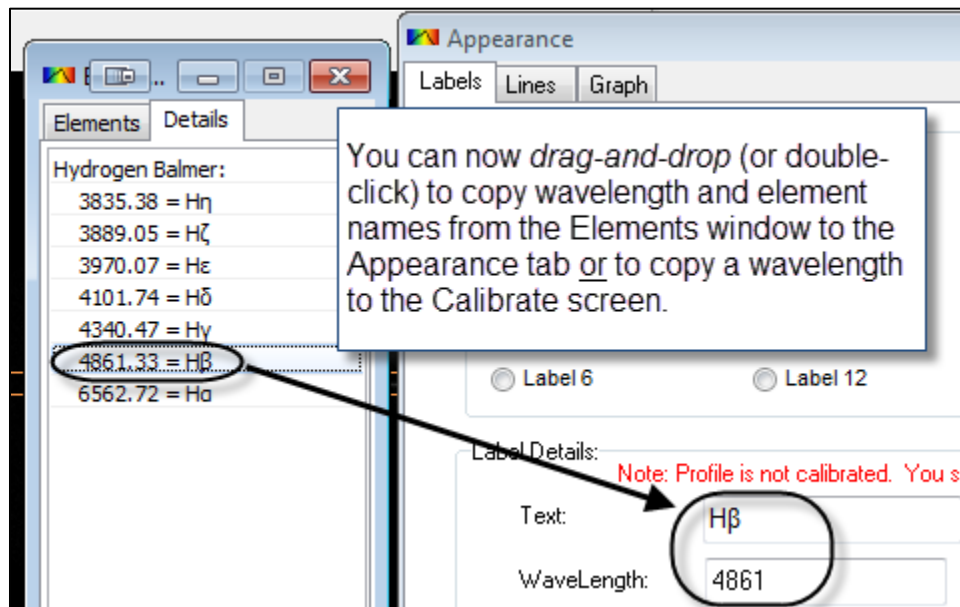 Appearance
E ...
Elements Details
Labels Lines Graph
Hydrogen Balmer:
3835.38 = Hη
3889.05 = Hζ
3970.07 = Hε
4101.74 = Hδ
4340.47 = Hγ
4861.33 = Hβ
6562.72 = Hα
You can now drag-and-drop (or double-
click) to copy wavelength and element
names from the Elements window to the
Appearance tab or to copy a wavelength
to the Calibrate screen.
Label 6 Label 12
Label Details:
Note: Profile is not calibrated. You s
Text: Hβ
WaveLength: 4861